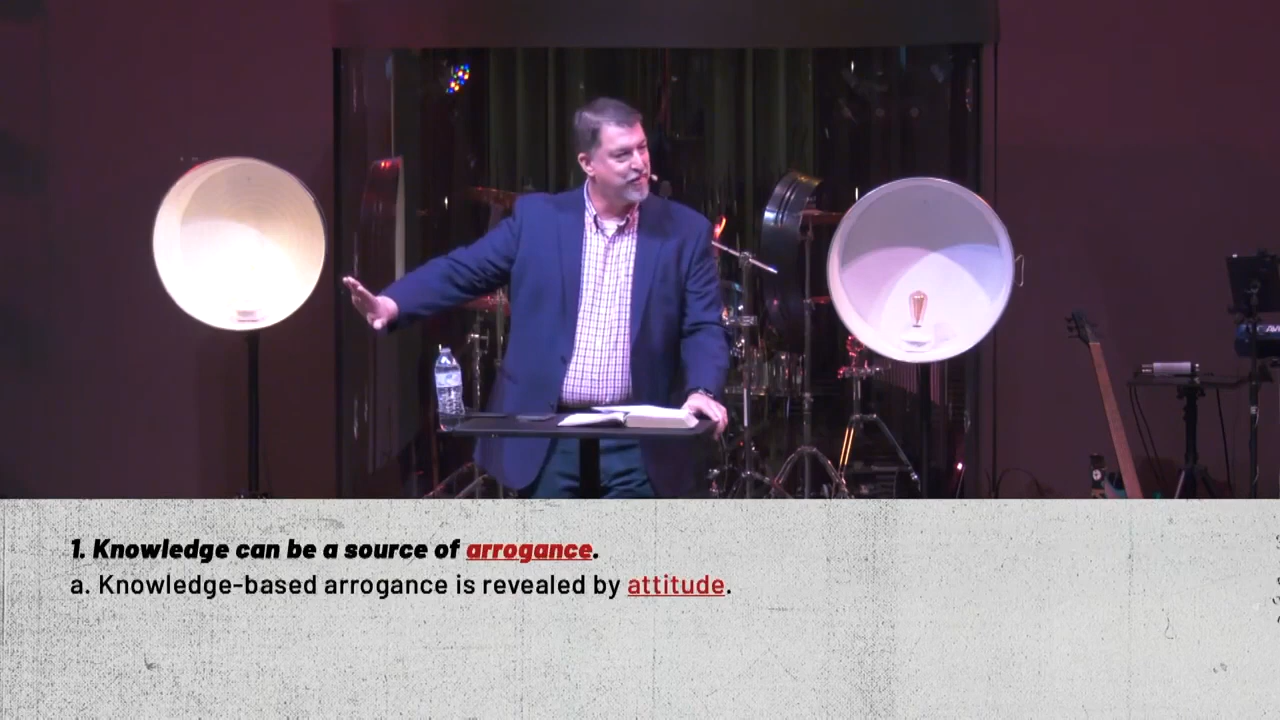 1. Knowledge can be a source of arrogance.
a. Knowledge-based arrogance is revealed by attitude.